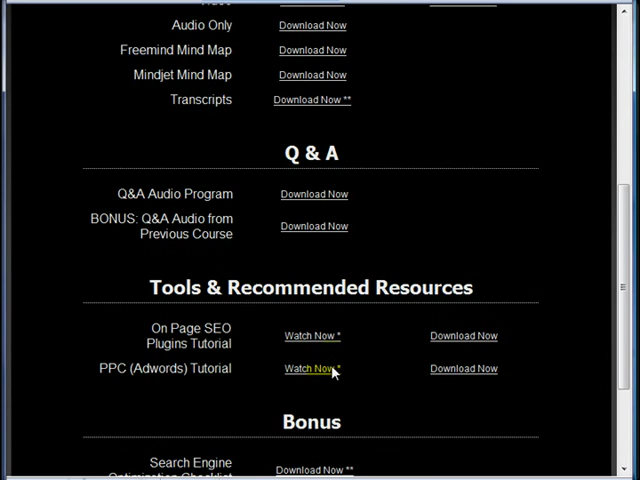 Audio Only Download Now
Freemind Mind Map Download Now
Mindjet Mind Map Download Now
Transcripts Download Now **
Q & A
Q&A Audio Program Download Now
BONUS: Q&A Audio from
Previous Course
Download Now
Tools & Recommended Resources
On Page SEO
Plugins Tutorial
Watch Now * Download Now
PPC (Adwords) Tutorial Watch Now * Download Now
Bonus
Search Engine
Optimization Checklist
Download Now **